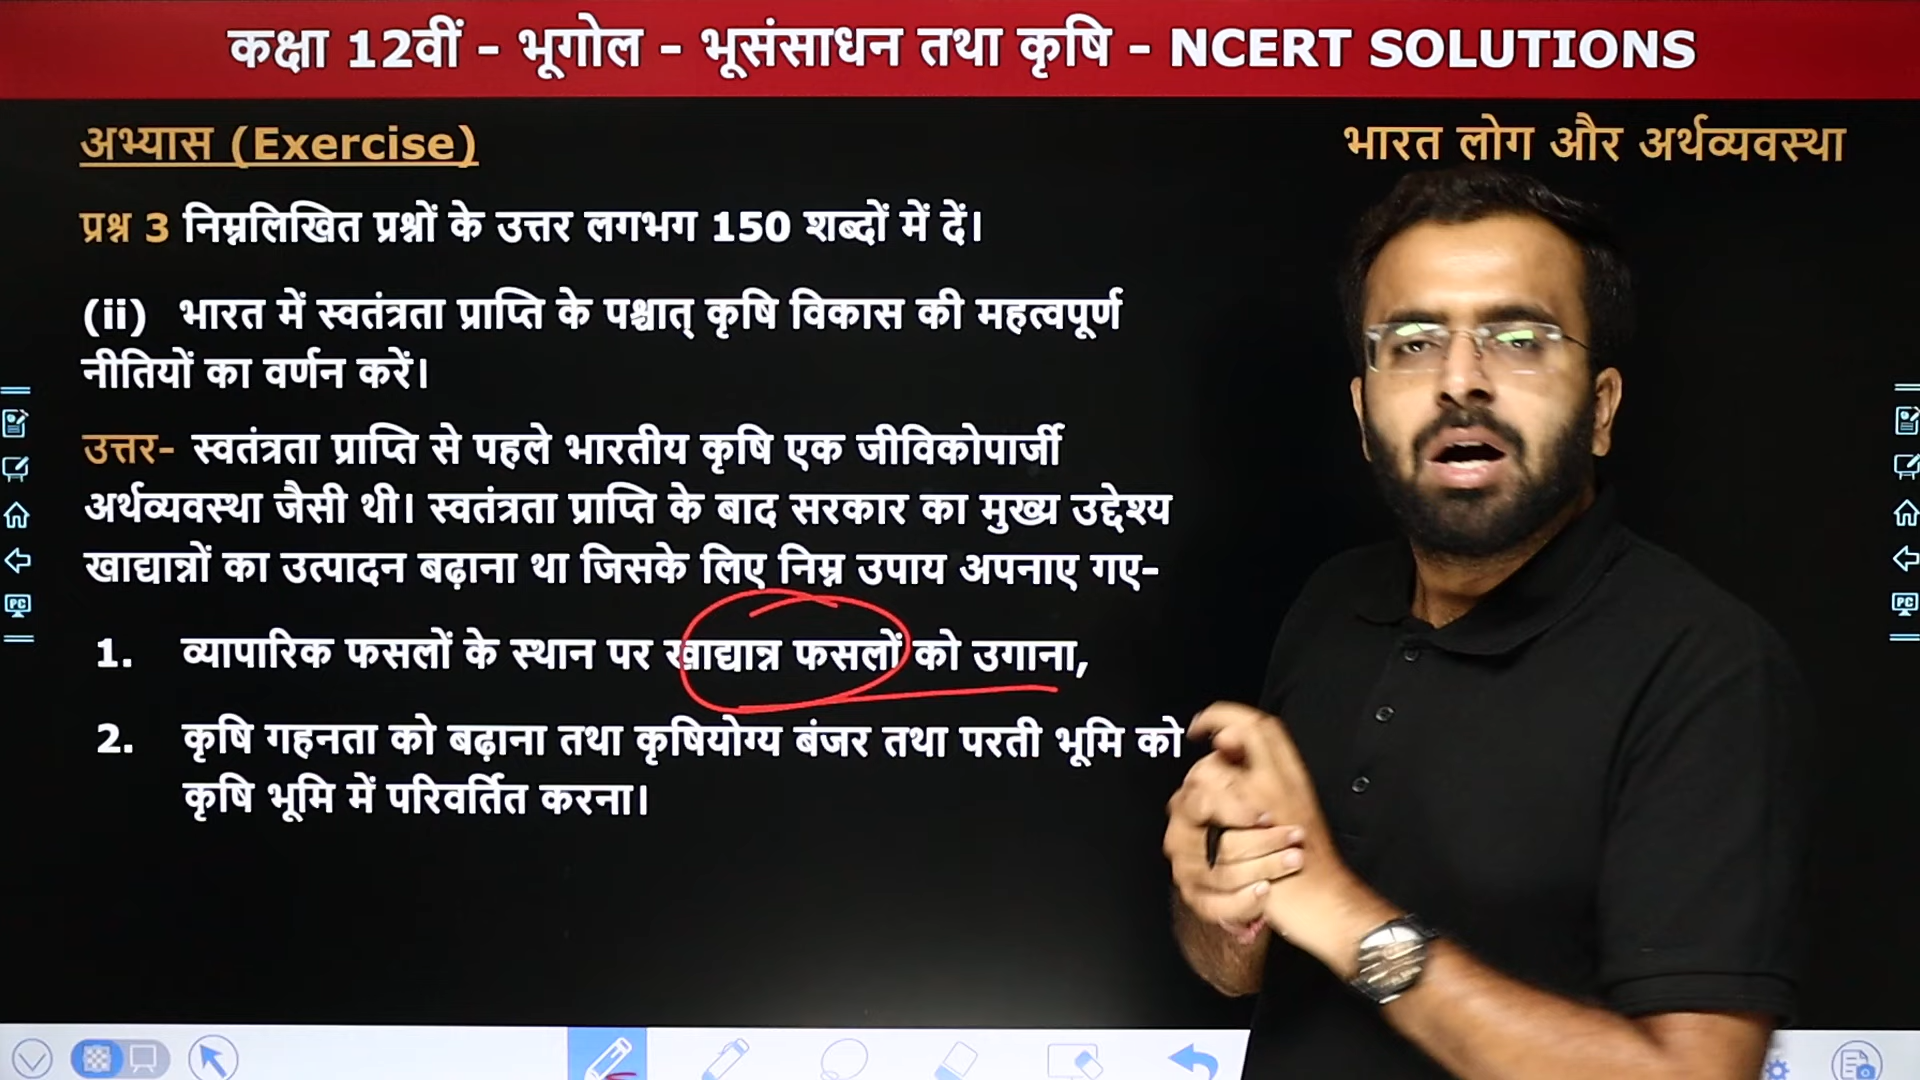 कक्षा 12वीं - भूगोल - भूसंसाधन तथा कृषि - NCERT SOLUTIONS
अभ्यास (Exercise)
भारत लोग और अर्थव्यवस्था
प्रश्न 3 निम्नलिखित प्रश्नों के उत्तर लगभग 150 शब्दों में दें।
(ii) भारत में स्वतंत्रता प्राप्ति के पश्चात् कृषि विकास की महत्वपूर्ण
नीतियों का वर्णन करें।
उत्तर- स्वतंत्रता प्राप्ति से पहले भारतीय कृषि एक जीविकोपार्जी
अर्थव्यवस्था जैसी थी। स्वतंत्रता प्राप्ति के बाद सरकार का मुख्य उद्देश्य
खाद्यान्नों का उत्पादन बढ़ाना था जिसके लिए निम्न उपाय अपनाए गए-
1. व्यापारिक फसलों के स्थान पर खाद्यान्न फसलों को उगाना,
2. कृषि गहनता को बढ़ाना तथा कृषियोग्य बंजर तथा परती भूमि को
कृषि भूमि में परिवर्तित करना।
PC
PC